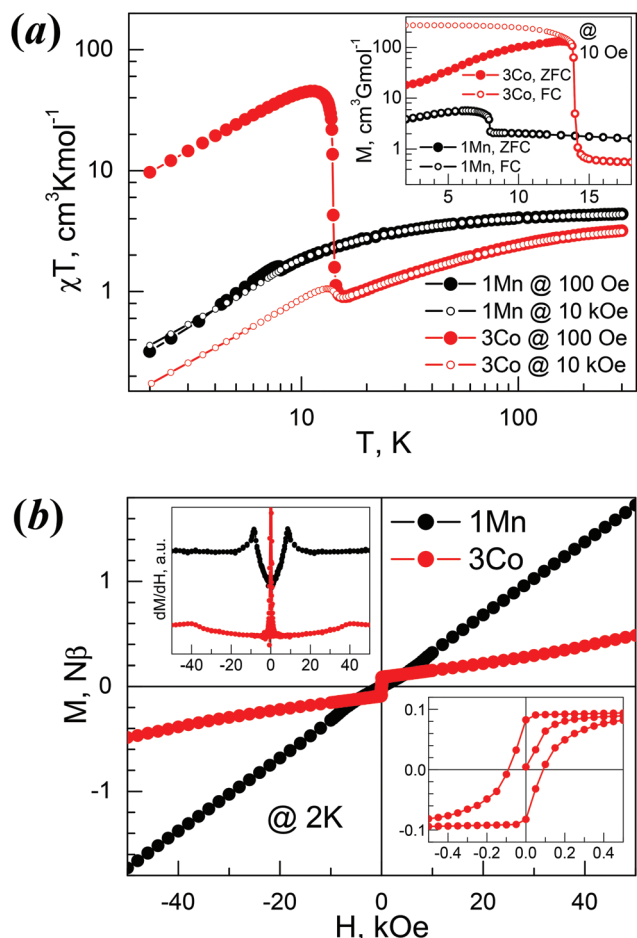 (a)
χT, cm³Kmol⁻¹
100
10
1
10
100
T, K
1Mn @ 100 Oe
1Mn @ 10 kOe
3Co @ 100 Oe
3Co @ 10 kOe
M, cm³Gmol⁻¹
100
10
1
5
10
15
@
10 Oe
3Co, ZFC
3Co, FC
1Mn, ZFC
1Mn, FC
(b)
M, Nβ
1
0
-1
-40
-20
0
20
40
H, kOe
1Mn
3Co
@ 2K
dM/dH, a.u.
-40
-20
0
20
40
0.1
0.0
-0.1
-0.4
-0.2
0.0
0.2
0.4